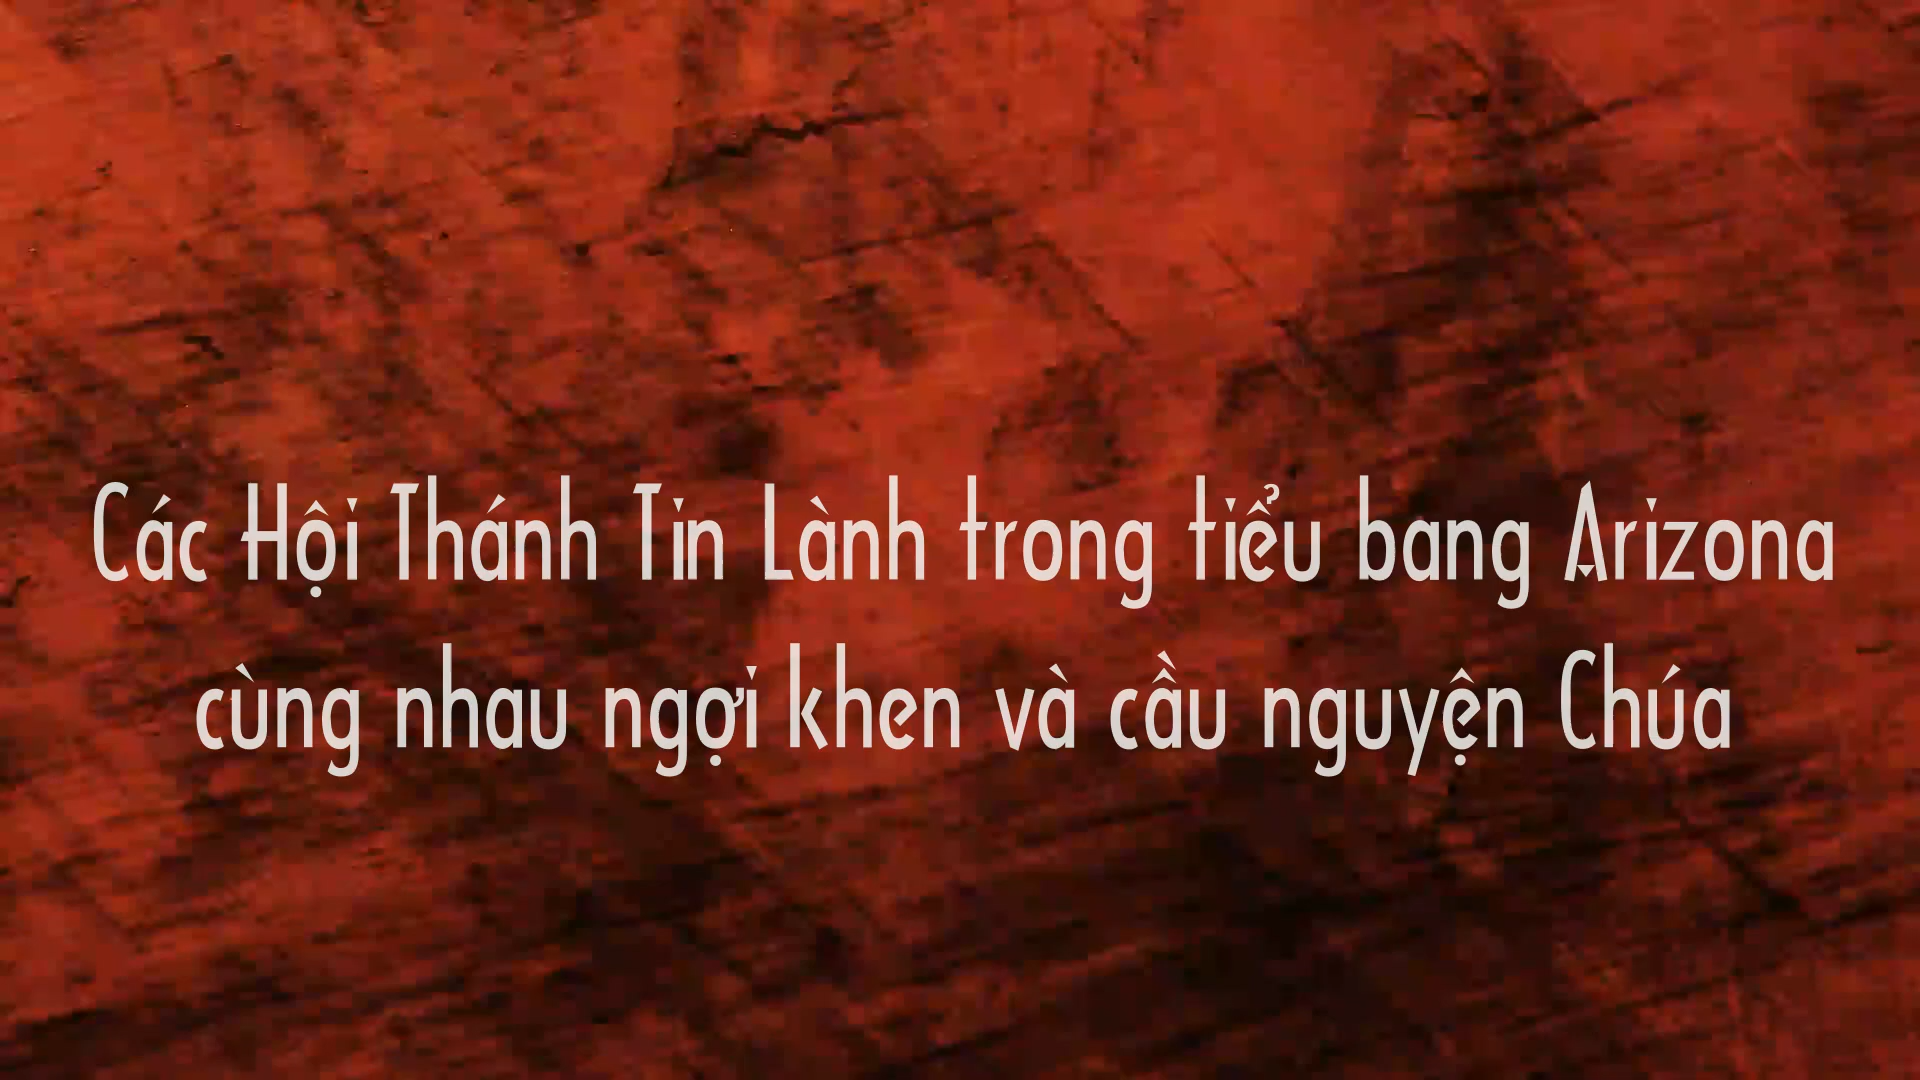 Các Hội Thánh Tin Lành trong tiểu bang Arizona
cùng nhau ngợi khen và cầu nguyện Chúa